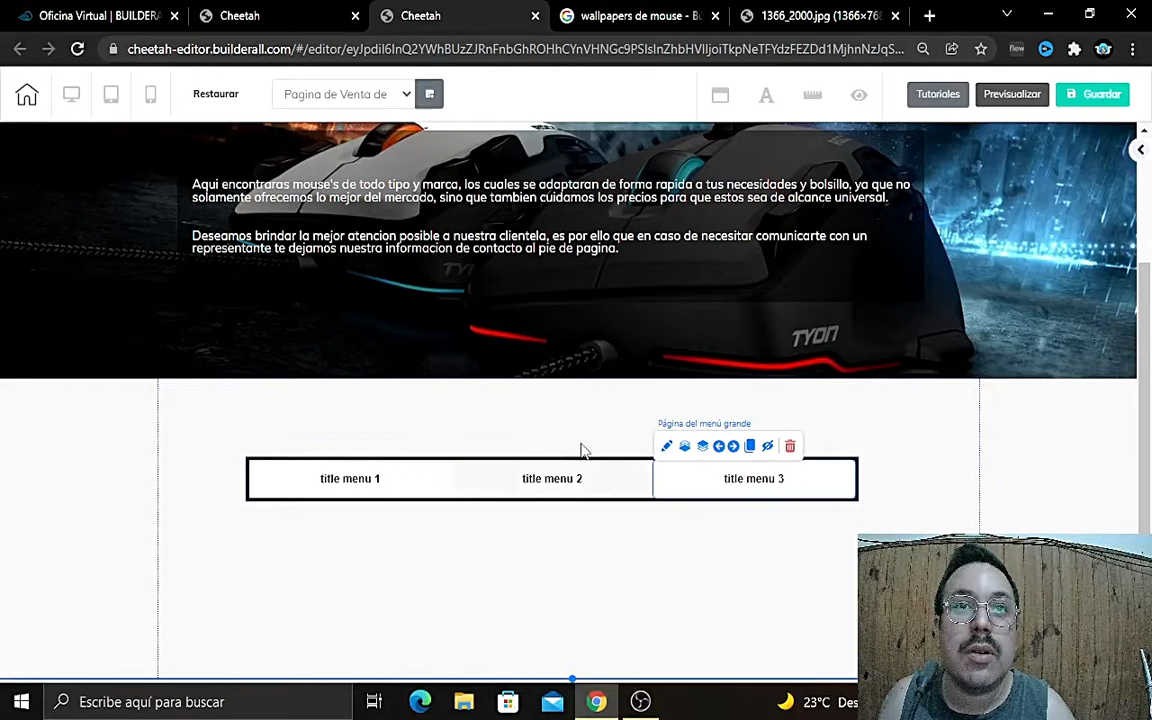 Oficina Virtual | BUILDERA
Cheetah
Cheetah
wallpapers de mouse - B
1366_2000.jpg (1366×76
cheetah-editor.builderall.com/#/editor/eyJpdiI6InQ2YWhBUzZJRnFnbGhROHhCYnVHNGc9PSIsInZhbHVlIjoiTkpNeTFYdzFEZDd1MjhnNzJqS...
flew
Restaurar
Pagina de Venta de
Tutoriales
Previsualizar
Guardar
Aqui encontraras mouse's de todo tipo y marca, los cuales se adaptaran de forma rapida a tus necesidades y bolsillo, ya que no
solamente ofrecemos lo mejor del mercado, sino que tambien cuidamos los precios para que estos sea de alcance universal.
Deseamos brindar la mejor atencion posible a nuestra clientela, es por ello que en caso de necesitar comunicarte con un
representante te dejamos nuestra informacion de contacto al pie de pagina.
TYON
Página del menú grande
title menu 1
title menu 2
title menu 3
Escribe aquí para buscar
23°C
Des